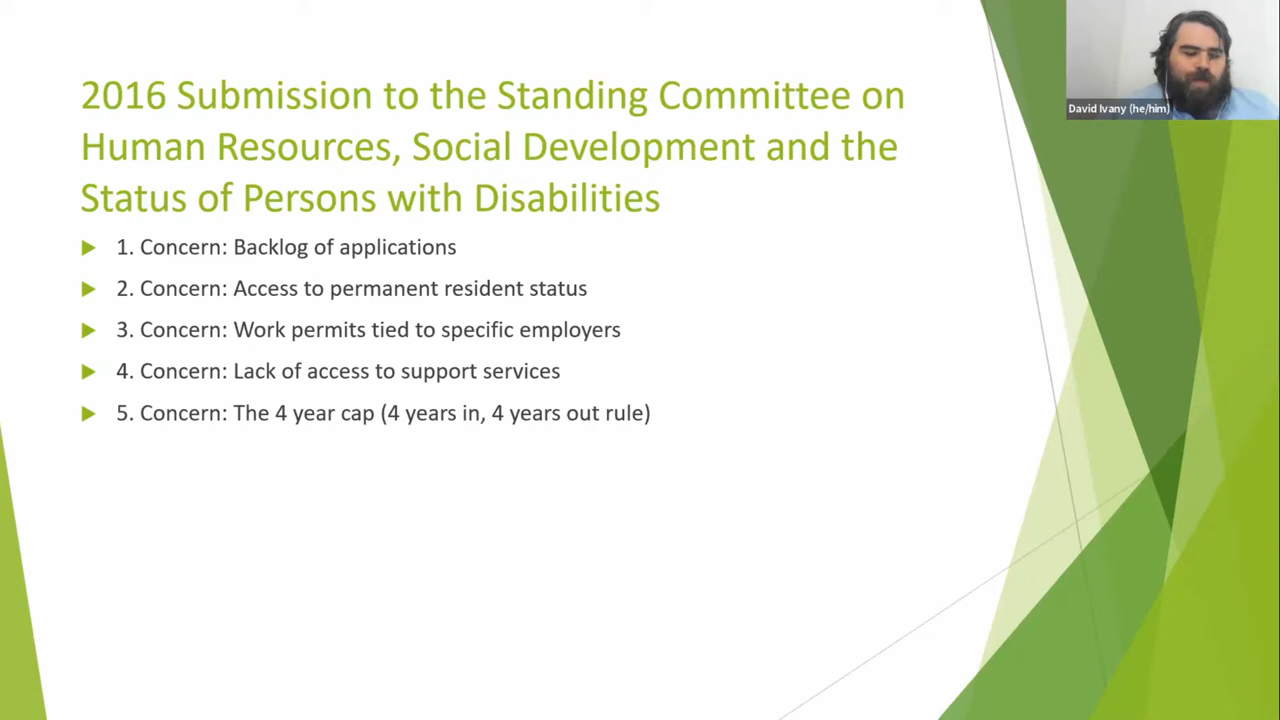 2016 Submission to the Standing Committee on
Human Resources, Social Development and the
Status of Persons with Disabilities
1. Concern: Backlog of applications
2. Concern: Access to permanent resident status
3. Concern: Work permits tied to specific employers
4. Concern: Lack of access to support services
5. Concern: The 4 year cap (4 years in, 4 years out rule)
David Ivany (he/him)